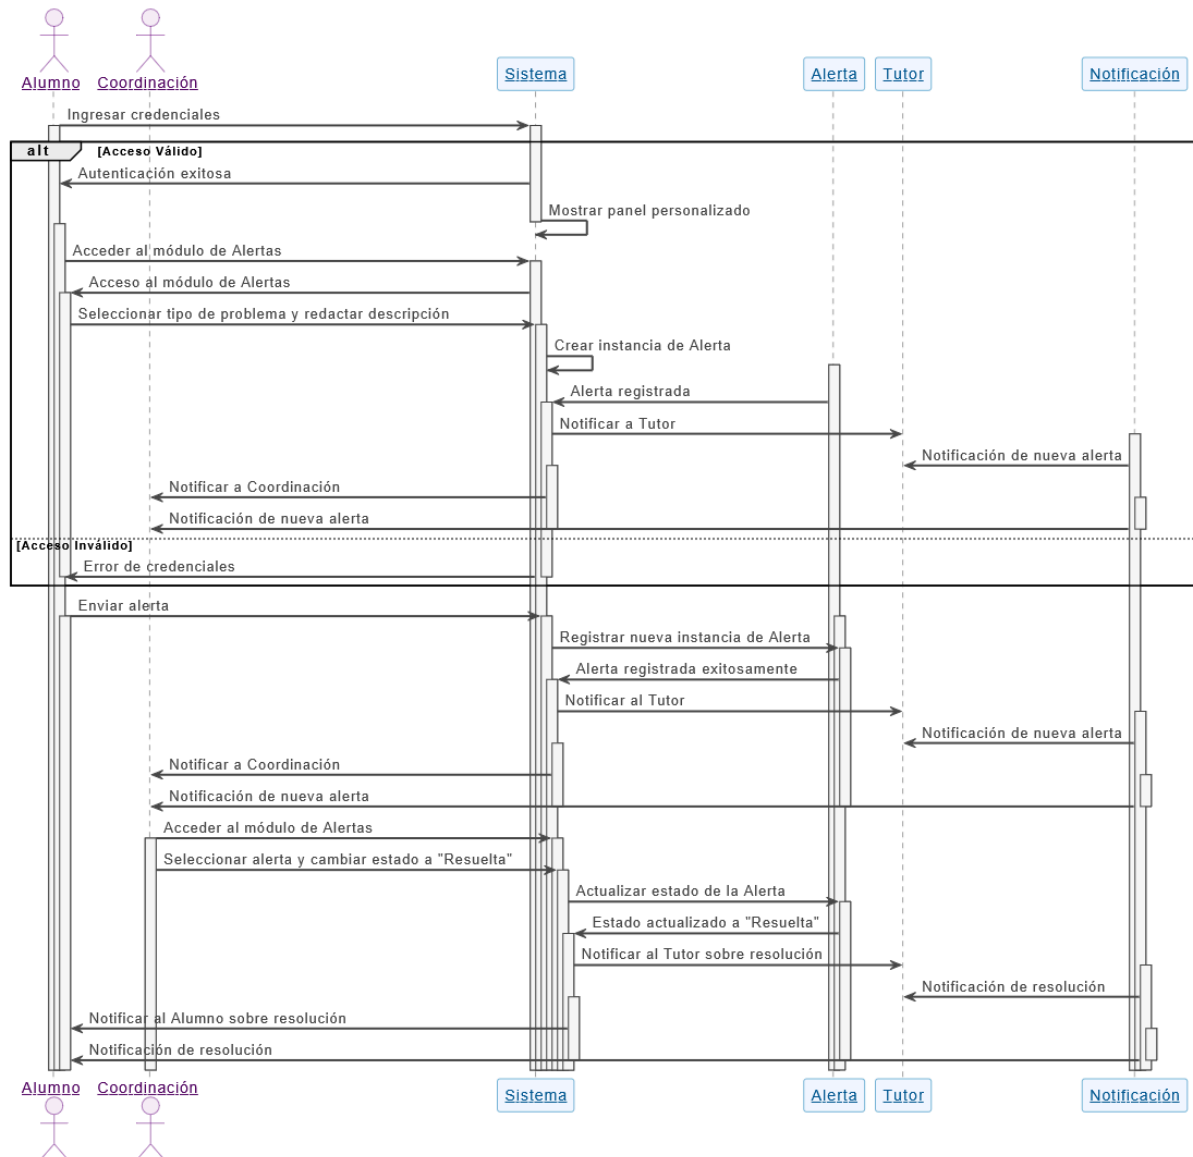 Alumno
Coordinación
Sistema
Alerta
Tutor
Notificación
Ingresar credenciales
alt
[Acceso Válido]
Autenticación exitosa
Mostrar panel personalizado
Acceder al módulo de Alertas
Acceso al módulo de Alertas
Seleccionar tipo de problema y redactar descripción
Crear instancia de Alerta
Alerta registrada
Notificar a Tutor
Notificación de nueva alerta
Notificar a Coordinación
Notificación de nueva alerta
[Acceso Inválido]
Error de credenciales
Enviar alerta
Registrar nueva instancia de Alerta
Alerta registrada exitosamente
Notificar al Tutor
Notificación de nueva alerta
Notificar a Coordinación
Notificación de nueva alerta
Acceder al módulo de Alertas
Seleccionar alerta y cambiar estado a "Resuelta"
Actualizar estado de la Alerta
Estado actualizado a "Resuelta"
Notificar al Tutor sobre resolución
Notificación de resolución
Notificar al Alumno sobre resolución
Notificación de resolución
Alumno
Coordinación
Sistema
Alerta
Tutor
Notificación